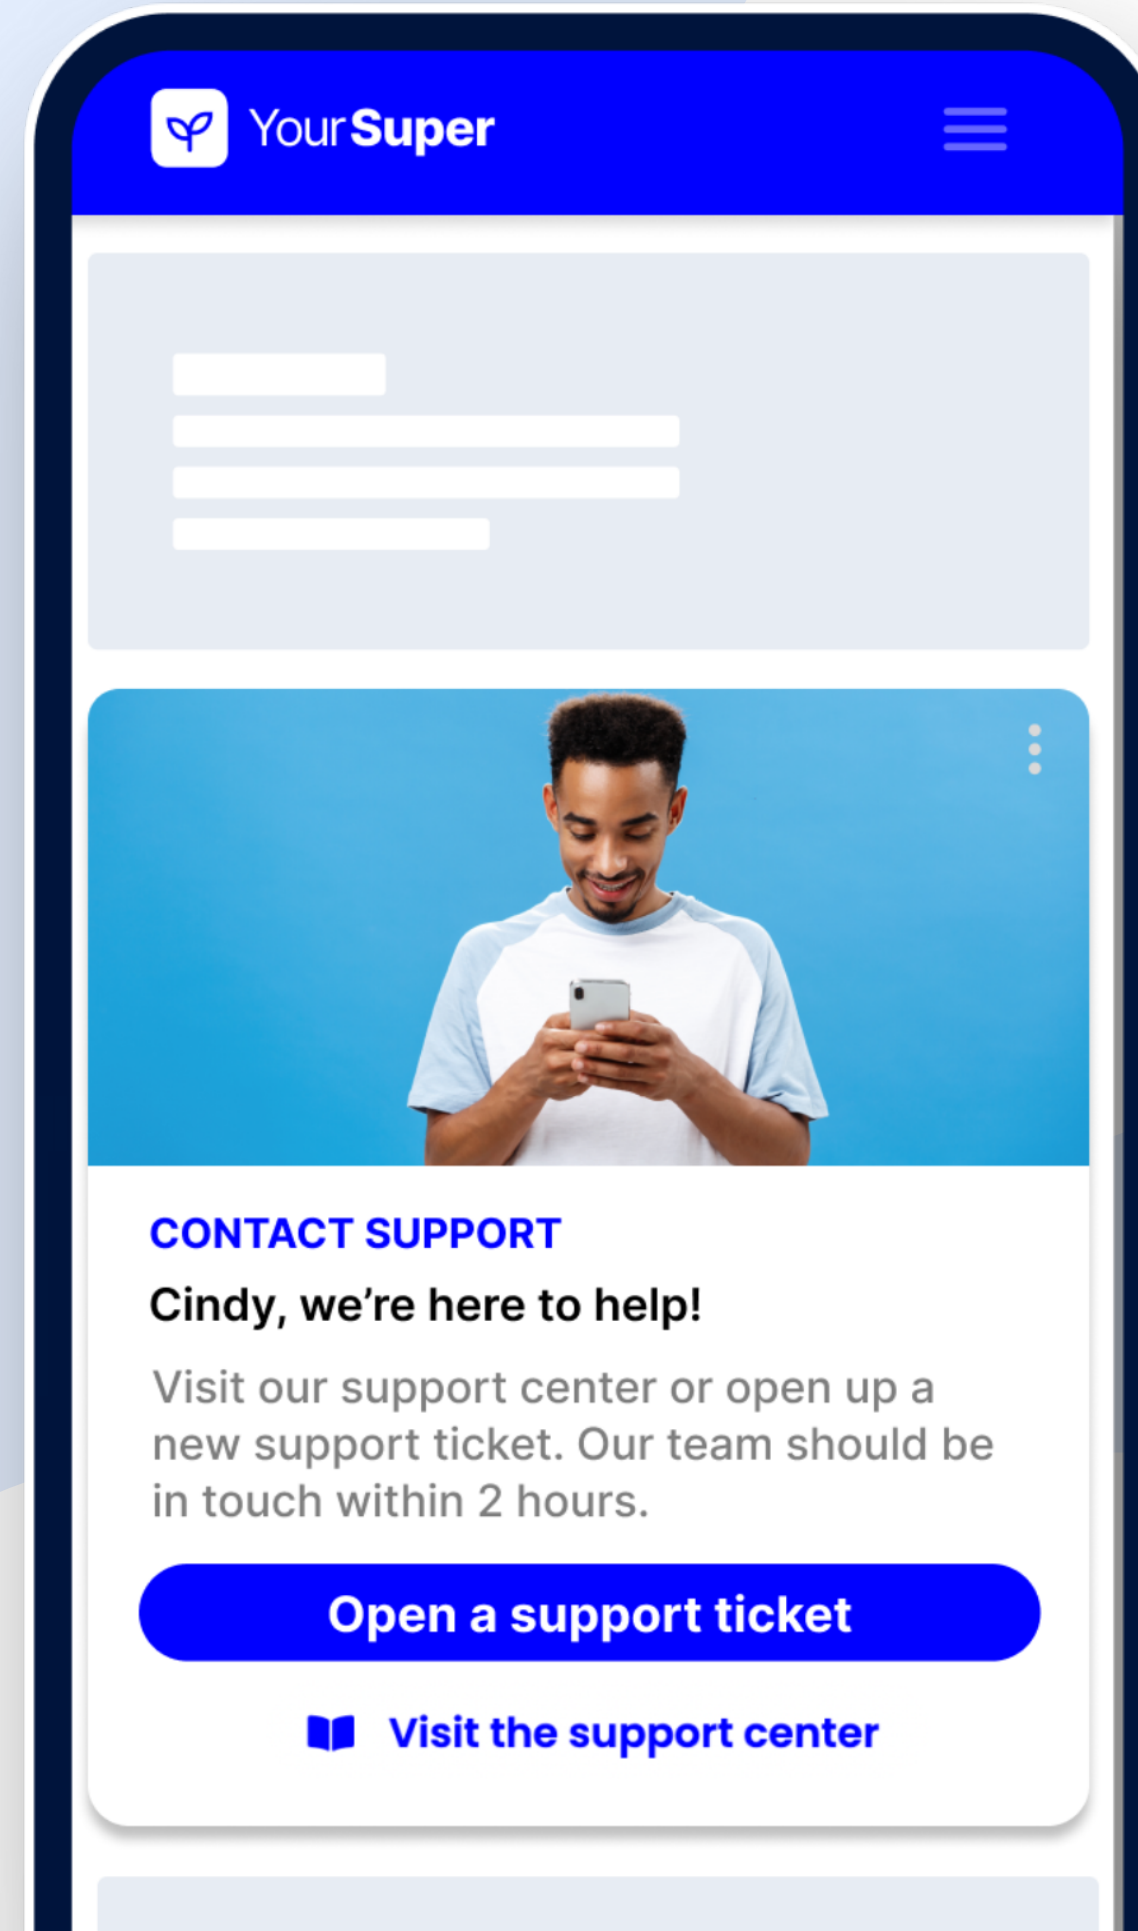 YourSuper
CONTACT SUPPORT
Cindy, we’re here to help!
Visit our support center or open up a
new support ticket. Our team should be
in touch within 2 hours.
Open a support ticket
Visit the support center